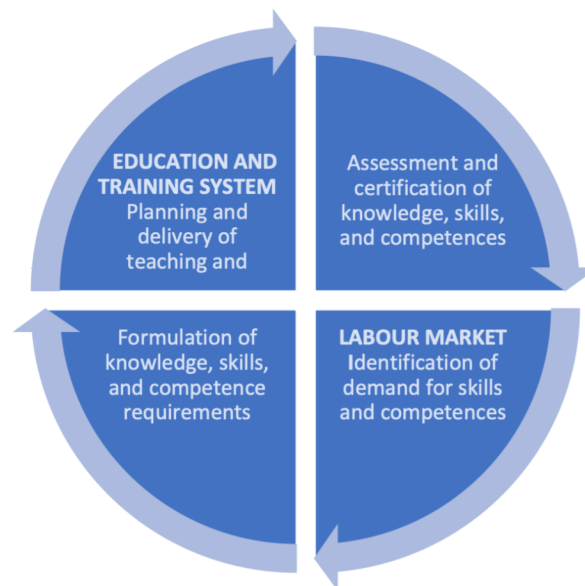 EDUCATION AND
TRAINING SYSTEM
Planning and
delivery of
teaching and
Assessment and
certification of
knowledge, skills,
and competences
Formulation of
knowledge, skills,
and competence
requirements
LABOUR MARKET
Identification of
demand for skills
and competences